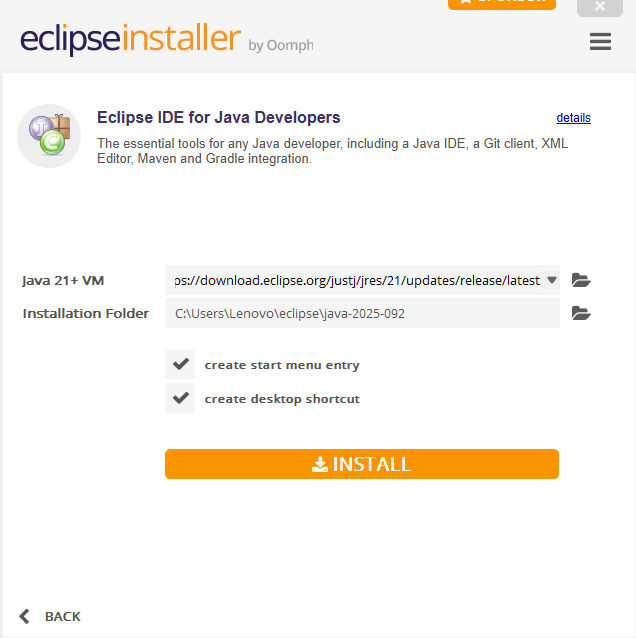 eclipseinstaller by Oomph
Eclipse IDE for Java Developers
details
The essential tools for any Java developer, including a Java IDE, a Git client, XML
Editor, Maven and Gradle integration.
Java 21+ VM
ps://download.eclipse.org/justj/jres/21/updates/release/latest
Installation Folder
C:\Users\Lenovo\eclipse\java-2025-092
create start menu entry
create desktop shortcut
INSTALL
BACK